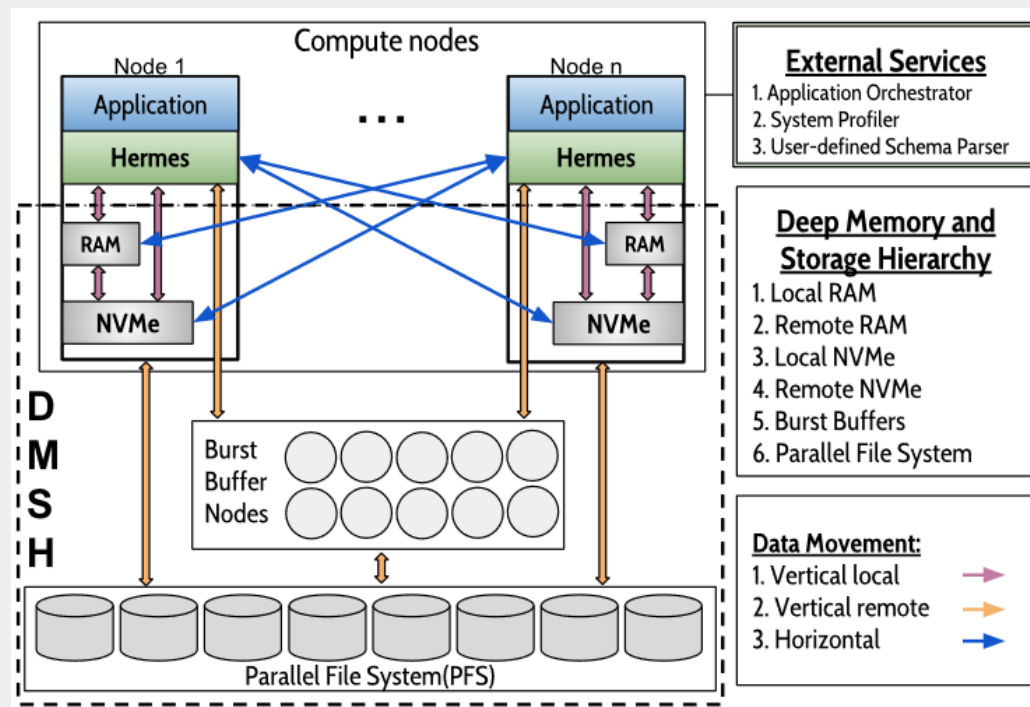 Compute nodes
Node 1
Application
Hermes
RAM
NVMe
...
Node n
Application
Hermes
RAM
NVMe
D
M
S
H
Burst
Buffer
Nodes
Parallel File System(PFS)
External Services
1. Application Orchestrator
2. System Profiler
3. User-defined Schema Parser
Deep Memory and
Storage Hierarchy
1. Local RAM
2. Remote RAM
3. Local NVMe
4. Remote NVMe
5. Burst Buffers
6. Parallel File System
Data Movement:
1. Vertical local
2. Vertical remote
3. Horizontal